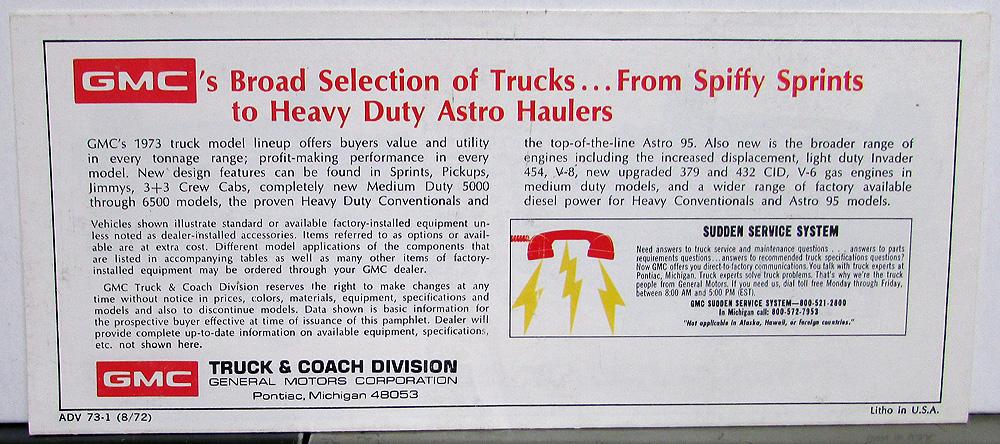 GMC's Broad Selection of Trucks...From Spiffy Sprints
to Heavy Duty Astro Haulers
GMC's 1973 truck model lineup offers buyers value and utility
in every tonnage range; profit-making performance in every
model. New design features can be found in Sprints, Pickups,
Jimmys, 3+3 Crew Cabs, completely new Medium Duty 5000
through 6500 models, the proven Heavy Duty Conventionals and
the top-of-the-line Astro 95. Also new is the broader range of
engines including the increased displacement, light duty Invader
454, V-8, new upgraded 379 and 432 CID, V-6 gas engines in
medium duty models, and a wider range of factory available
diesel power for Heavy Conventionals and Astro 95 models.
Vehicles shown illustrate standard or available factory-installed equipment un-
less noted as dealer-installed accessories. Items referred to as options or avail-
able are at extra cost. Different model applications of the components that
are listed in accompanying tables as well as many other items of factory-
installed equipment may be ordered through your GMC dealer.
GMC Truck & Coach Division reserves the right to make changes at any
time without notice in prices, colors, materials, equipment, specifications and
models and also to discontinue models. Data shown is basic information for
the prospective buyer effective at time of issuance of this pamphlet. Dealer will
provide complete up-to-date information on available equipment, specifications,
etc. not shown here.
SUDDEN SERVICE SYSTEM
Need answers to truck service and maintenance questions . . . answers to parts
requirements questions... answers to recommended truck specifications questions?
Now GMC offers you direct-to-factory communications. You talk with truck experts at
Pontiac, Michigan. Truck experts solve truck problems. That's why we're the truck
people from General Motors. If you need us, dial toll free Monday through Friday,
between 8:00 AM and 5:00 PM (EST).
GMC SUDDEN SERVICE SYSTEM—800-521-2800
In Michigan call: 800-572-7953
"Not applicable in Alaska, Hawaii, or foreign countries."
GMC TRUCK & COACH DIVISION
GENERAL MOTORS CORPORATION
Pontiac, Michigan 48053
ADV 73-1 (8/72)
Litho in U.S.A.